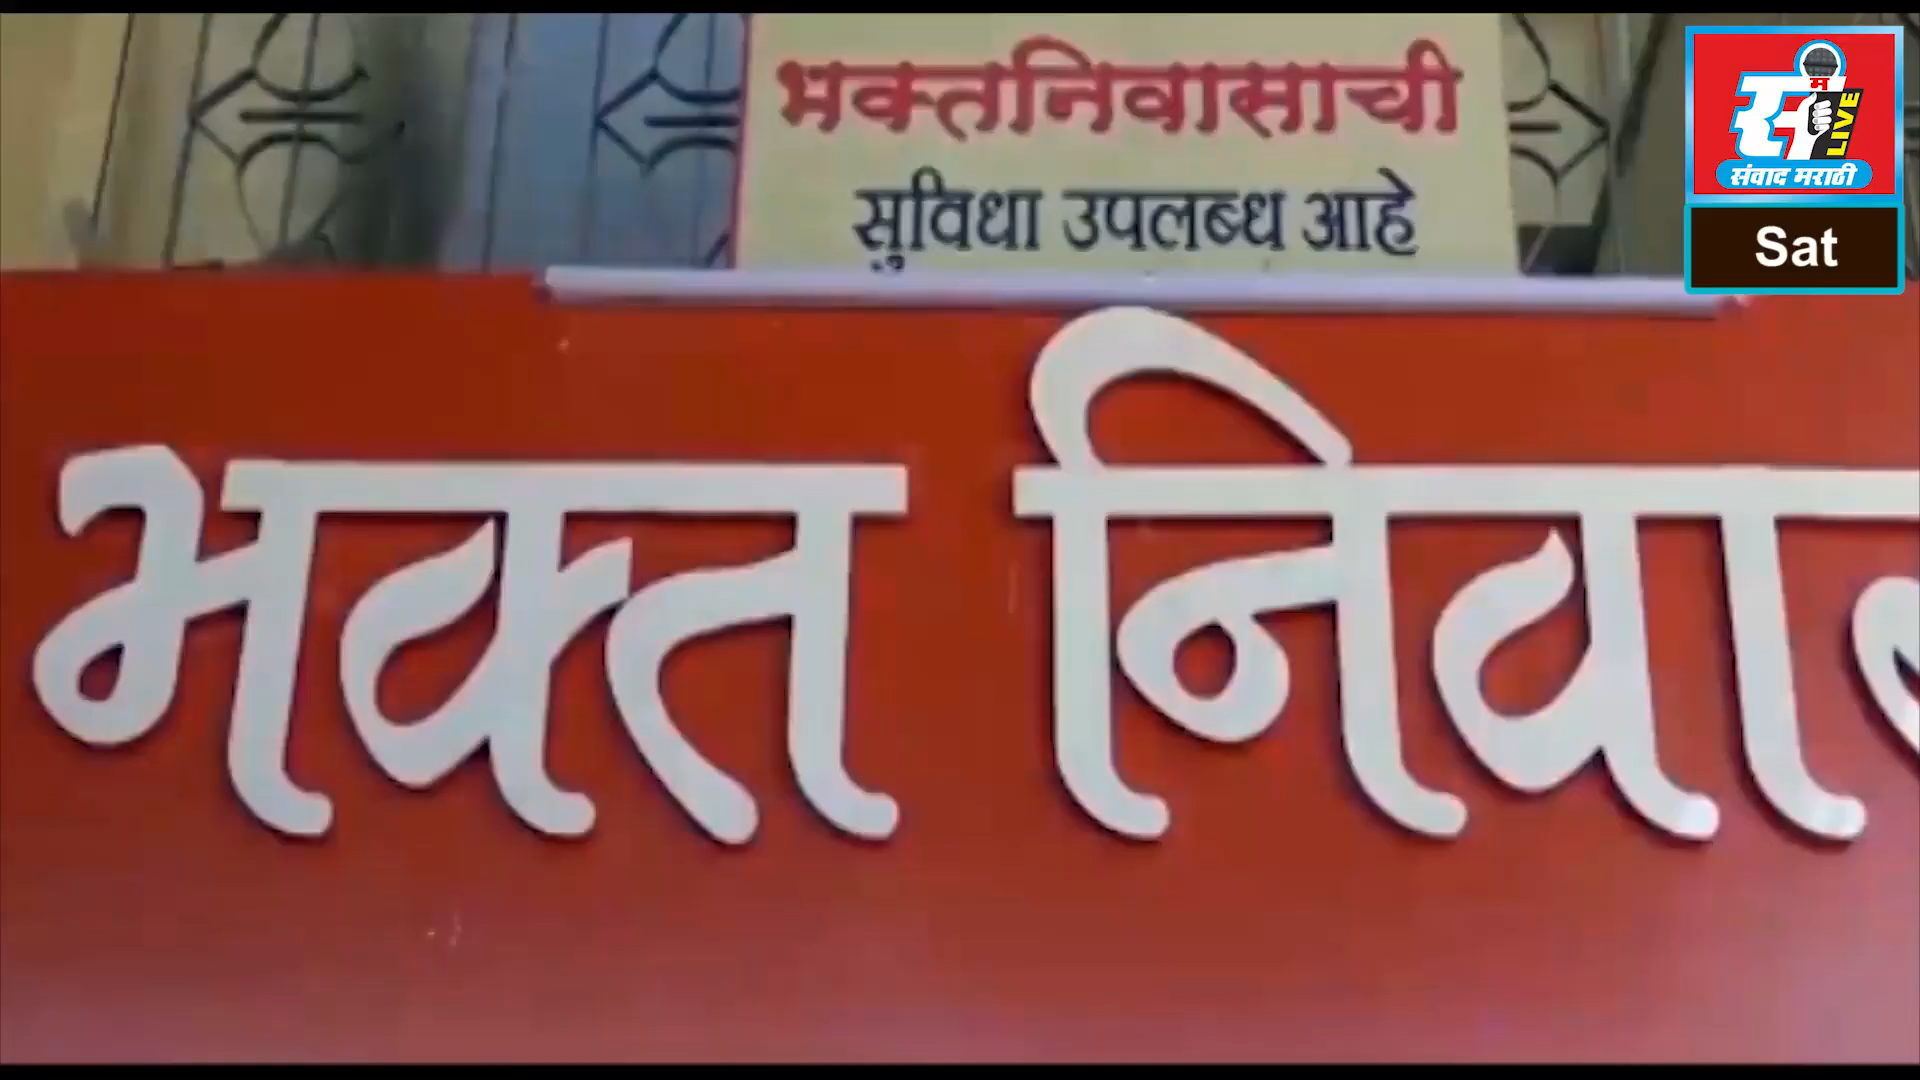 भक्तनिवासाची
सुविधा उपलब्ध आहे
स म
LIVE
संवाद मराठी
Sat
भक्त निवा